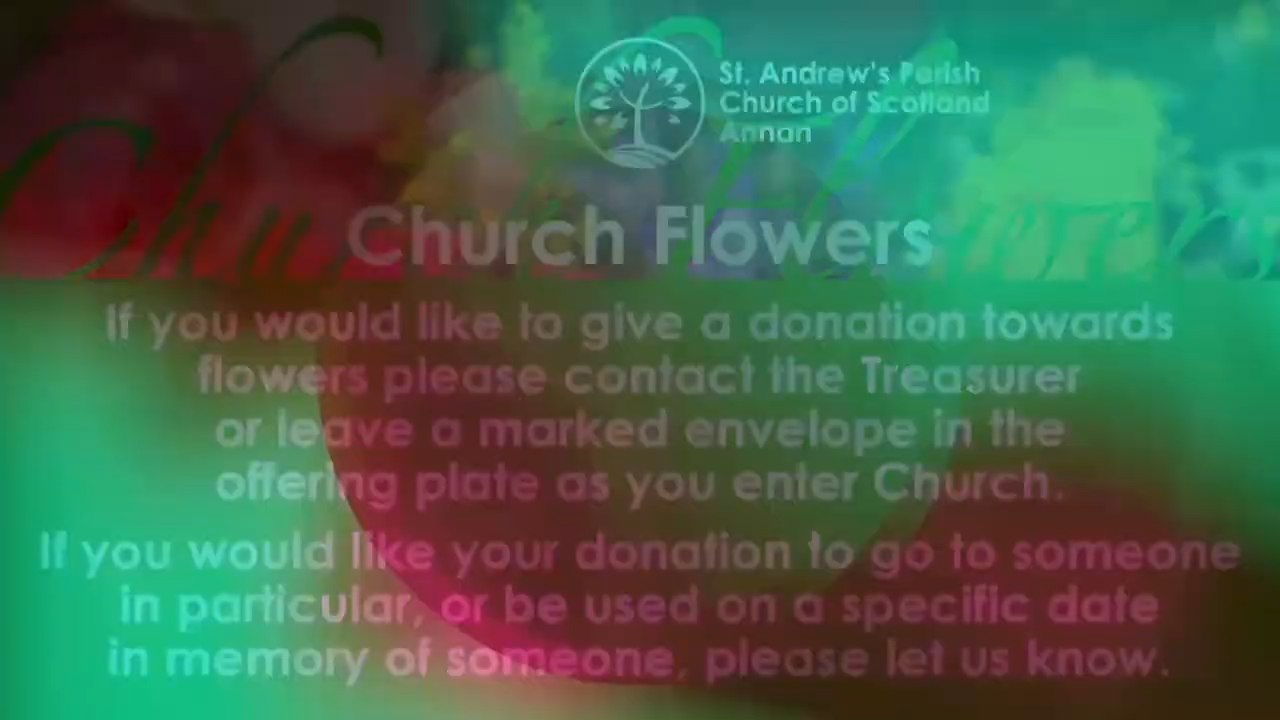 St. Andrew's Parish
Church of Scotland
Annan
Church Flowers
Church Flowers
If you would like to give a donation towards
flowers please contact the Treasurer
or leave a marked envelope in the
offering plate as you enter Church.
If you would like your donation to go to someone
in particular, or be used on a specific date
in memory of someone, please let us know.